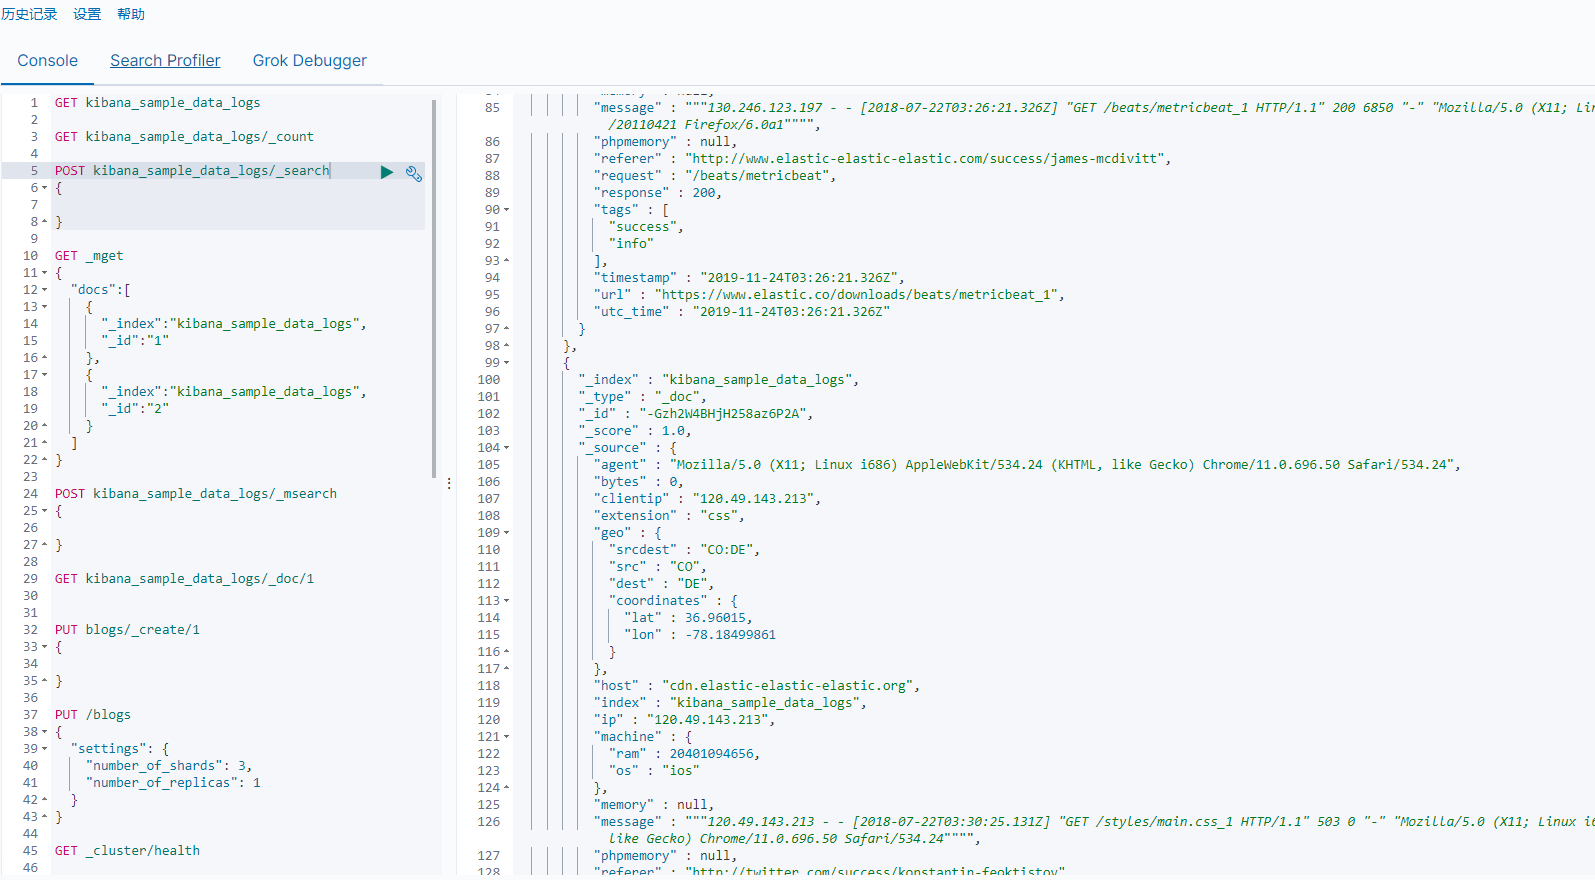 历史记录 设置 帮助
Console Search Profiler Grok Debugger
1 GET kibana_sample_data_logs
2
3 GET kibana_sample_data_logs/_count
4
5 POST kibana_sample_data_logs/_search
6 {
7
8 }
9
10 GET _mget
11 {
12 "docs":[
13 {
14 "_index":"kibana_sample_data_logs",
15 "_id":"1"
16 },
17 {
18 "_index":"kibana_sample_data_logs",
19 "_id":"2"
20 }
21 ]
22 }
23
24 POST kibana_sample_data_logs/_msearch
25 {
26
27 }
28
29 GET kibana_sample_data_logs/_doc/1
30
31
32 PUT blogs/_create/1
33 {
34
35 }
36
37 PUT /blogs
38 {
39 "settings": {
40 "number_of_shards": 3,
41 "number_of_replicas": 1
42 }
43 }
44
45 GET _cluster/health
46
85 "message" : """130.246.123.197 - - [2018-07-22T03:26:21.326Z] "GET /beats/metricbeat_1 HTTP/1.1" 200 6850 "-" "Mozilla/5.0 (X11; Lin
/20110421 Firefox/6.0a1"""",
86 "phpmemory" : null,
87 "referer" : "http://www.elastic-elastic-elastic.com/success/james-mcdivitt",
88 "request" : "/beats/metricbeat",
89 "response" : 200,
90 "tags" : [
91 "success",
92 "info"
93 ],
94 "timestamp" : "2019-11-24T03:26:21.326Z",
95 "url" : "https://www.elastic.co/downloads/beats/metricbeat_1",
96 "utc_time" : "2019-11-24T03:26:21.326Z"
97 }
98 },
99 {
100 "_index" : "kibana_sample_data_logs",
101 "_type" : "_doc",
102 "_id" : "-Gzh2W4BHjH258az6P2A",
103 "_score" : 1.0,
104 "_source" : {
105 "agent" : "Mozilla/5.0 (X11; Linux i686) AppleWebKit/534.24 (KHTML, like Gecko) Chrome/11.0.696.50 Safari/534.24",
106 "bytes" : 0,
107 "clientip" : "120.49.143.213",
108 "extension" : "css",
109 "geo" : {
110 "srcdest" : "CO:DE",
111 "src" : "CO",
112 "dest" : "DE",
113 "coordinates" : {
114 "lat" : 36.96015,
115 "lon" : -78.18499861
116 }
117 },
118 "host" : "cdn.elastic-elastic-elastic.org",
119 "index" : "kibana_sample_data_logs",
120 "ip" : "120.49.143.213",
121 "machine" : {
122 "ram" : 20401094656,
123 "os" : "ios"
124 },
125 "memory" : null,
126 "message" : """120.49.143.213 - - [2018-07-22T03:30:25.131Z] "GET /styles/main.css_1 HTTP/1.1" 503 0 "-" "Mozilla/5.0 (X11; Linux i6
like Gecko) Chrome/11.0.696.50 Safari/534.24"""",
127 "phpmemory" : null,
128 "referer" : "http://twitter.com/success/konstantin-feoktistov"